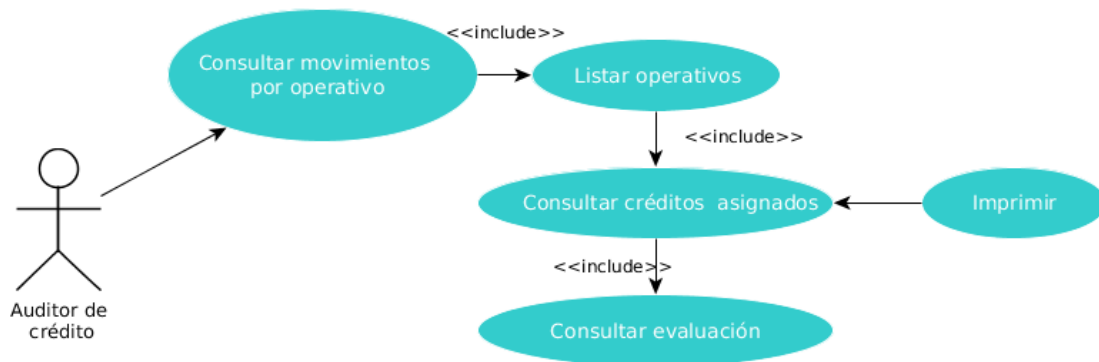 <<include>>
Consultar movimientos
por operativo
Listar operativos
<<include>>
Consultar créditos asignados
Imprimir
<<include>>
Consultar evaluación
Auditor de
crédito